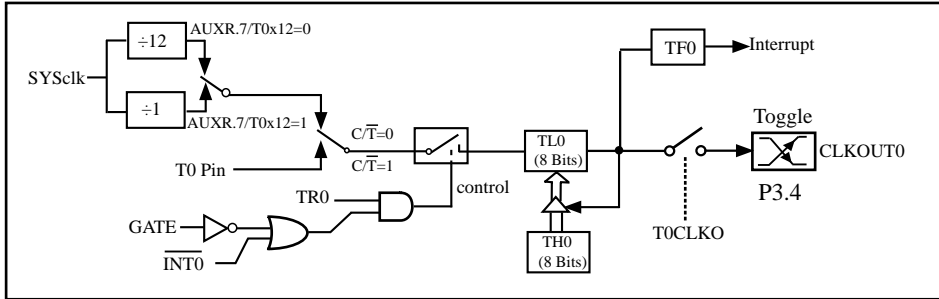 ÷12
AUXR.7/T0x12=0
SYSclk
÷1
AUXR.7/T0x12=1
T0 Pin
C/T̅=0
C/T̅=1
control
TR0
GATE
I̅N̅T̅0̅
TL0
(8 Bits)
TH0
(8 Bits)
TF0
Interrupt
Toggle
CLKOUT0
P3.4
T0CLKO